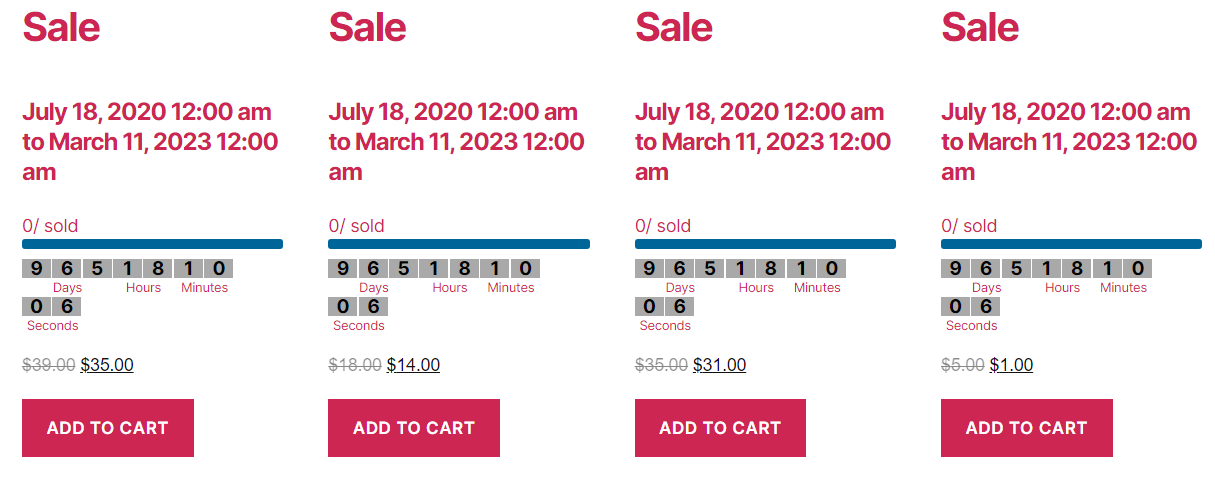 Sale
July 18, 2020 12:00 am
to March 11, 2023 12:00
am
0/ sold
9 6 5 1 8 1 0
Days Hours Minutes
0 6
Seconds
$39.00 $35.00
ADD TO CART
Sale
July 18, 2020 12:00 am
to March 11, 2023 12:00
am
0/ sold
9 6 5 1 8 1 0
Days Hours Minutes
0 6
Seconds
$18.00 $14.00
ADD TO CART
Sale
July 18, 2020 12:00 am
to March 11, 2023 12:00
am
0/ sold
9 6 5 1 8 1 0
Days Hours Minutes
0 6
Seconds
$35.00 $31.00
ADD TO CART
Sale
July 18, 2020 12:00 am
to March 11, 2023 12:00
am
0/ sold
9 6 5 1 8 1 0
Days Hours Minutes
0 6
Seconds
$5.00 $1.00
ADD TO CART